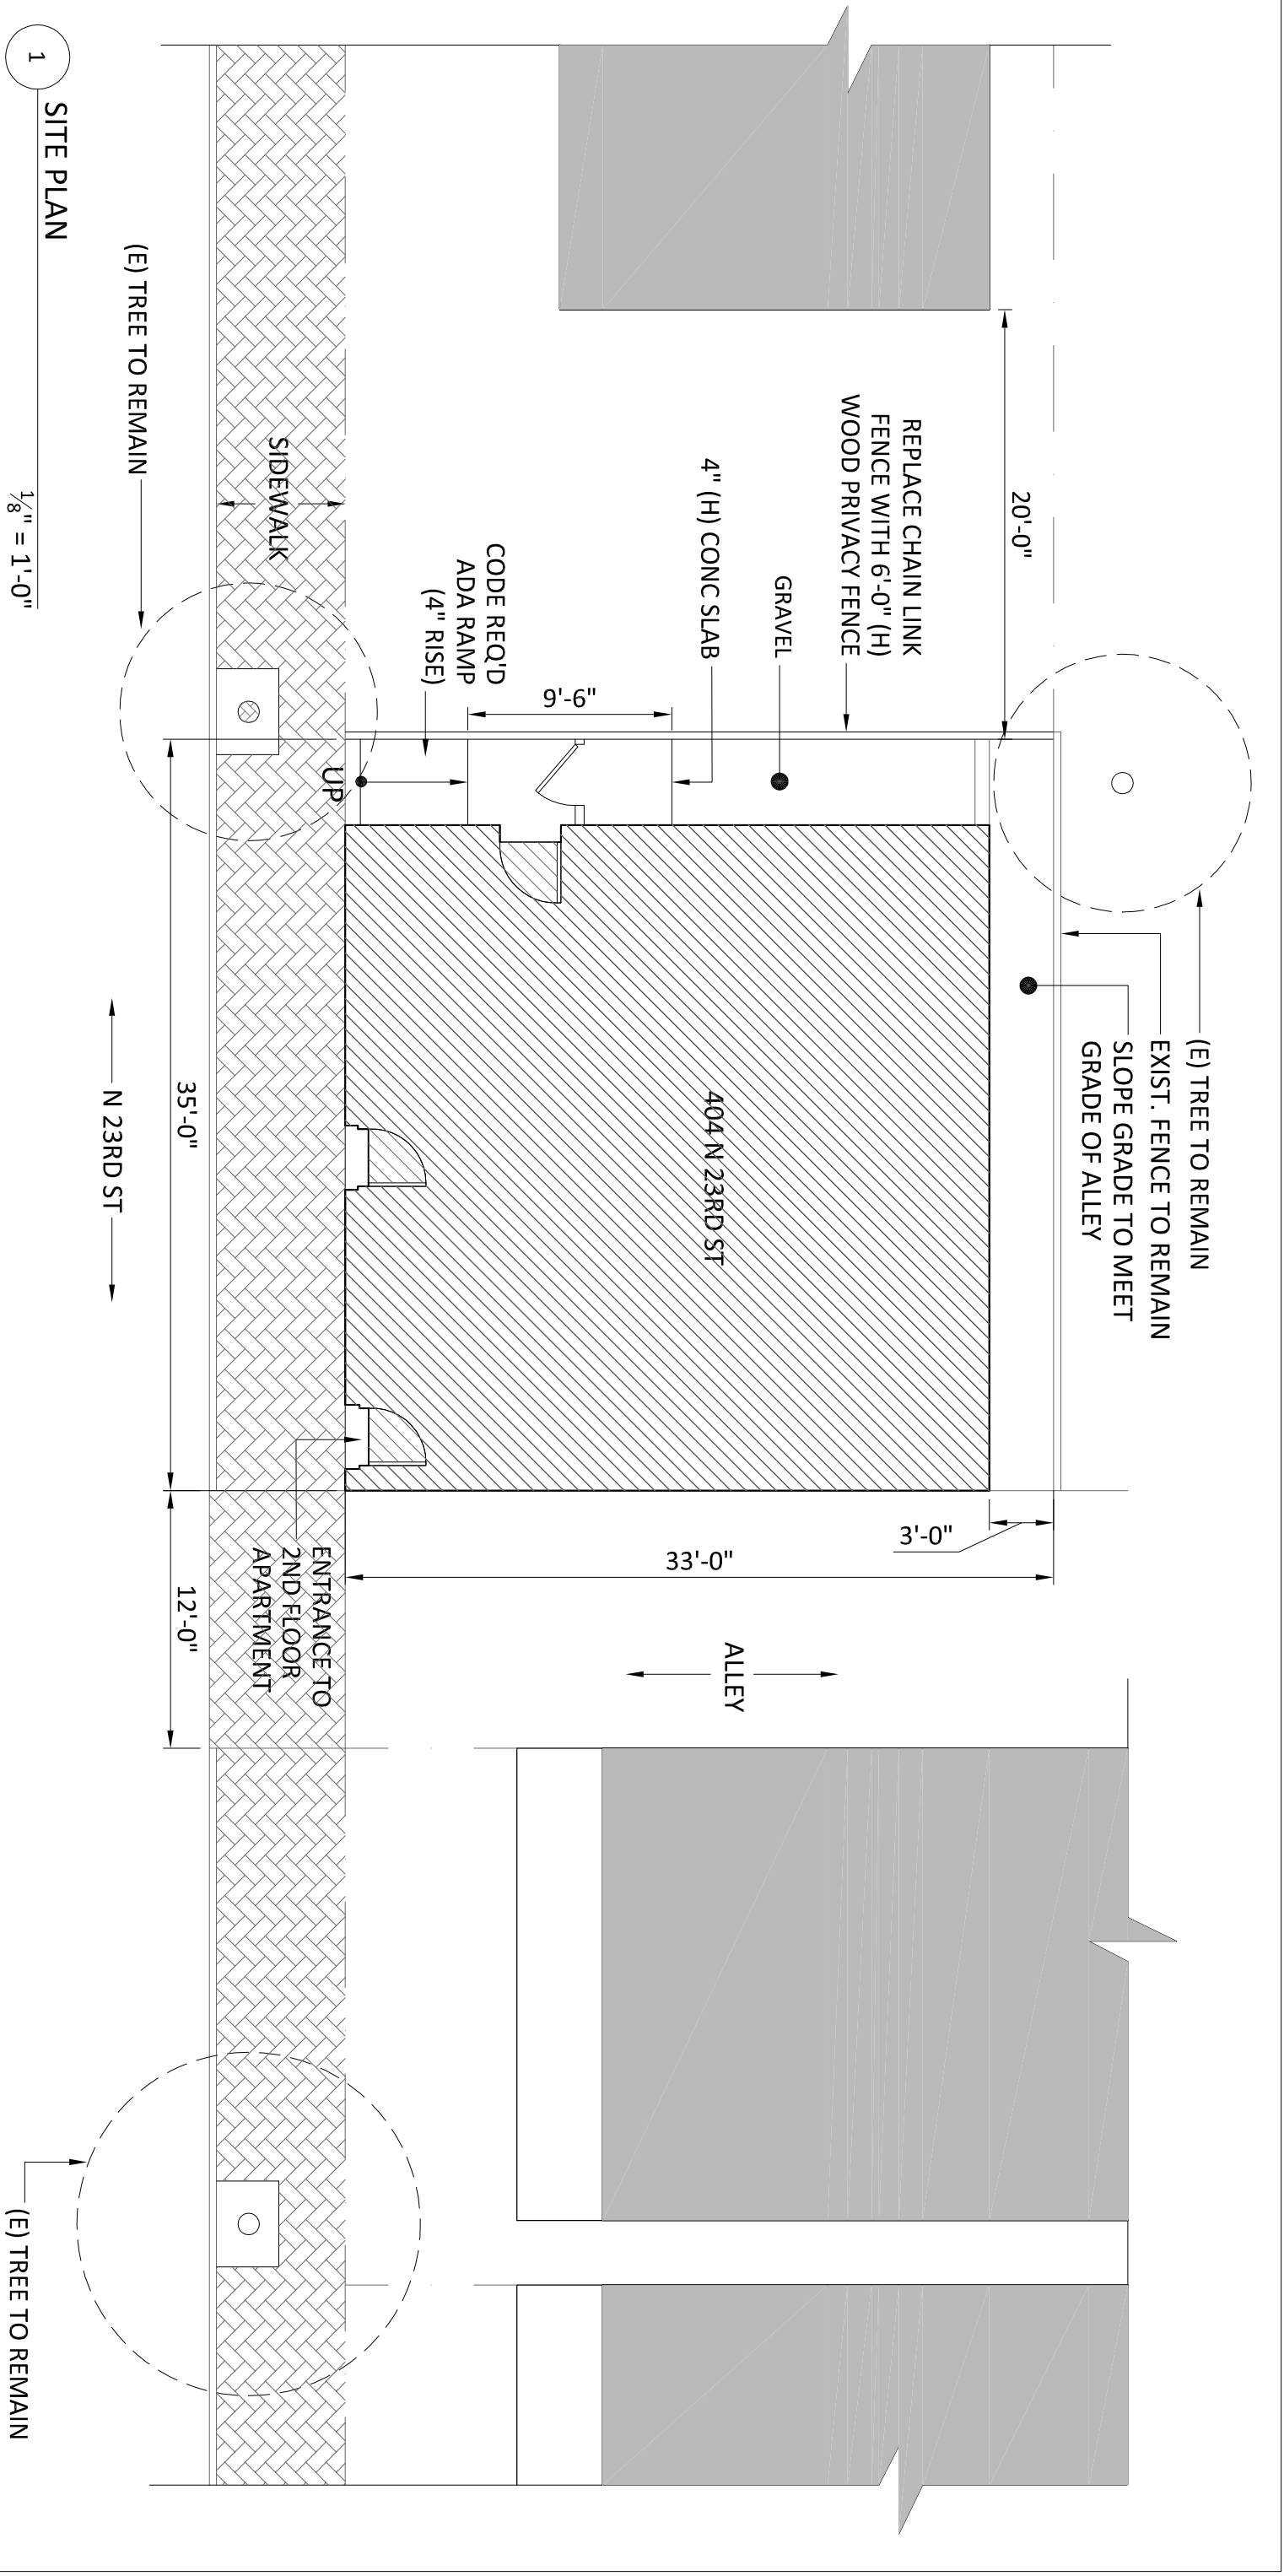 (E) TREE TO REMAIN
EXIST. FENCE TO REMAIN
SLOPE GRADE TO MEET
GRADE OF ALLEY
20'-0"
REPLACE CHAIN LINK
FENCE WITH 6'-0" (H)
WOOD PRIVACY FENCE
GRAVEL
4" (H) CONC SLAB
9'-6"
CODE REQ'D
ADA RAMP
(4" RISE)
UP
404 N 23RD ST
3'-0"
33'-0"
ALLEY
SIDEWALK
ENTRANCE TO
2ND FLOOR
APARTMENT
35'-0"
12'-0"
(E) TREE TO REMAIN
N 23RD ST
(E) TREE TO REMAIN
1
SITE PLAN
1/8" = 1'-0"